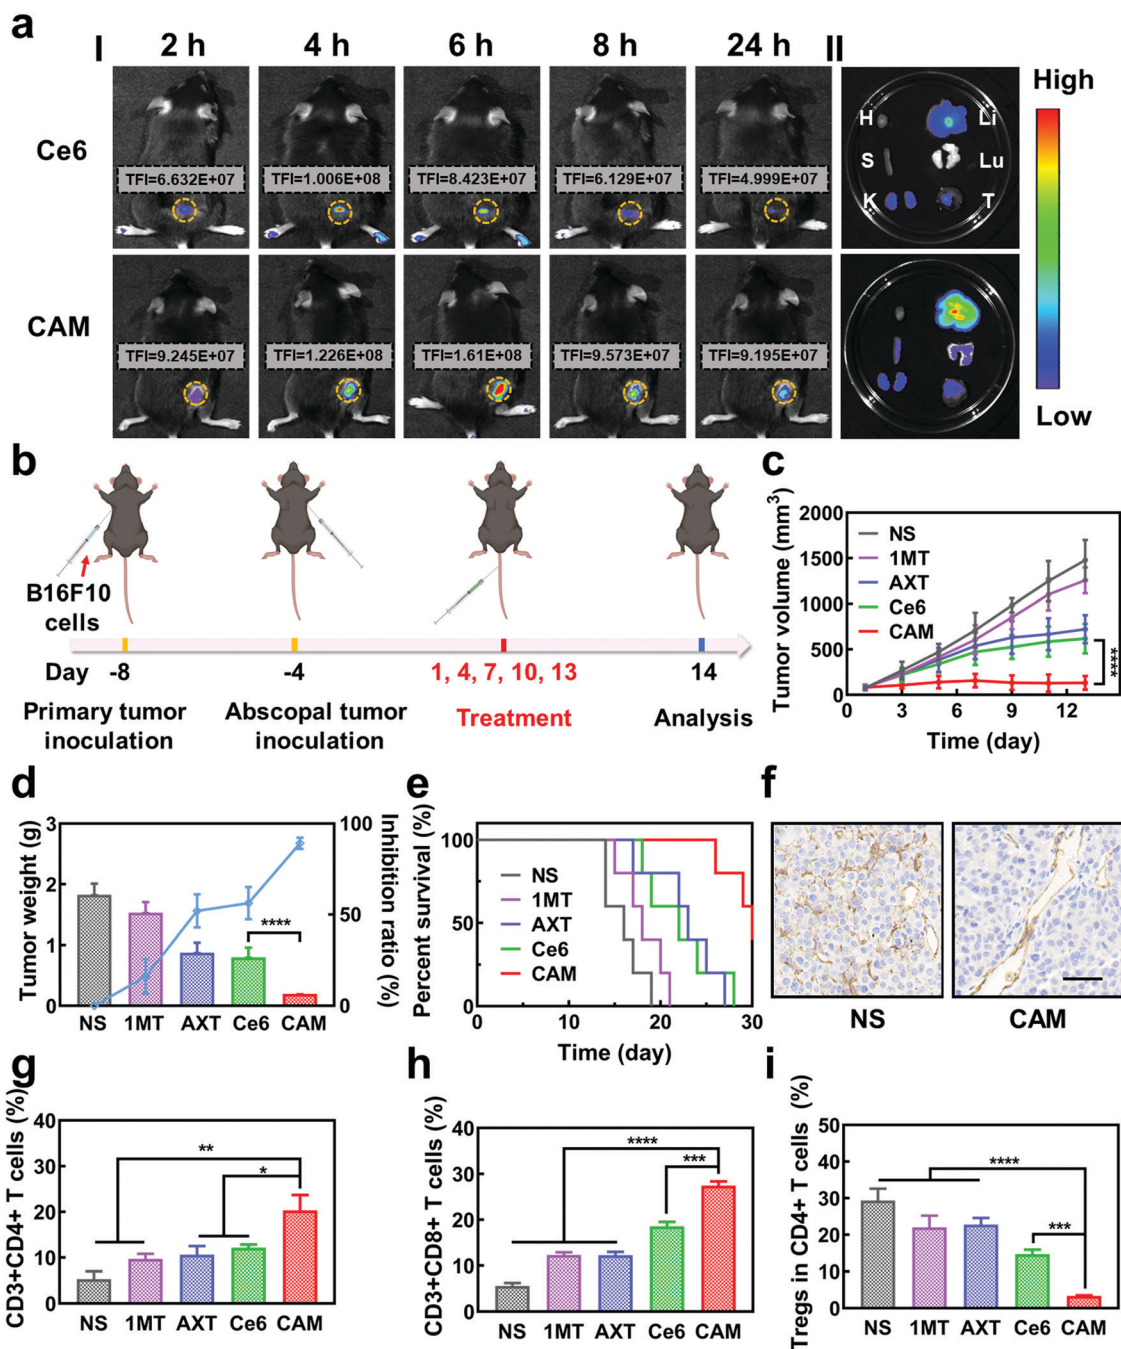 a
I
2 h
4 h
6 h
8 h
24 h
II
Ce6
TFI=6.632E+07
TFI=1.006E+08
TFI=8.423E+07
TFI=6.129E+07
TFI=4.999E+07
H
Li
S
Lu
K
T
High
CAM
TFI=9.245E+07
TFI=1.226E+08
TFI=1.61E+08
TFI=9.573E+07
TFI=9.195E+07
Low
b
B16F10
cells
Day
-8
-4
1, 4, 7, 10, 13
14
Primary tumor
inoculation
Abscopal tumor
inoculation
Treatment
Analysis
c
Tumor volume (mm³)
2000
1500
1000
500
0
NS
1MT
AXT
Ce6
CAM
****
0 3 6 9 12
Time (day)
d
Tumor weight (g)
3
2
1
0
****
100
50
0
Inhibition ratio (%)
NS 1MT AXT Ce6 CAM
e
Percent survival (%)
100
50
0
NS
1MT
AXT
Ce6
CAM
0 10 20 30
Time (day)
f
NS
CAM
g
CD3+CD4+ T cells (%)
40
30
20
10
0
**
*
NS 1MT AXT Ce6 CAM
h
CD3+CD8+ T cells (%)
40
30
20
10
0
****
***
NS 1MT AXT Ce6 CAM
i
Tregs in CD4+ T cells (%)
50
40
30
20
10
0
****
***
NS 1MT AXT Ce6 CAM